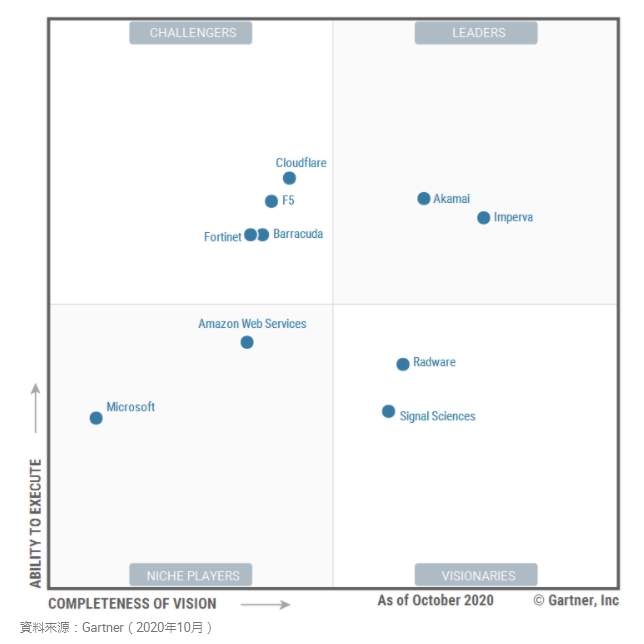 CHALLENGERS
LEADERS
Cloudflare
F5
Akamai
Imperva
Fortinet
Barracuda
Amazon Web Services
Radware
Microsoft
Signal Sciences
ABILITY TO EXECUTE
NICHE PLAYERS
VISIONARIES
COMPLETENESS OF VISION
As of October 2020
© Gartner, Inc
資料來源：Gartner（2020年10月）